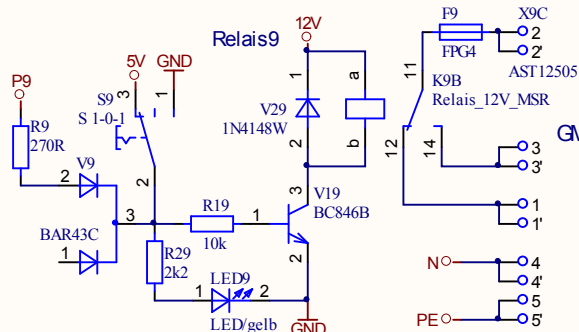 Relais9
12V
F9
X9C
2
FPG4
2'
AST12505
5V
GND
P9
S9
3
1
S 1-0-1
1
a
11
K9B
V29
Relais_12V_MSR
1N4148W
R9
270R
2
b
12
14
GM
3
3'
V9
2
2
3
V19
BC846B
R19
1
1
1'
BAR43C
3
10k
1
R29
2k2
2
N
4
4'
LED9
1
2
5
PE
5'
LED/gelb
GND